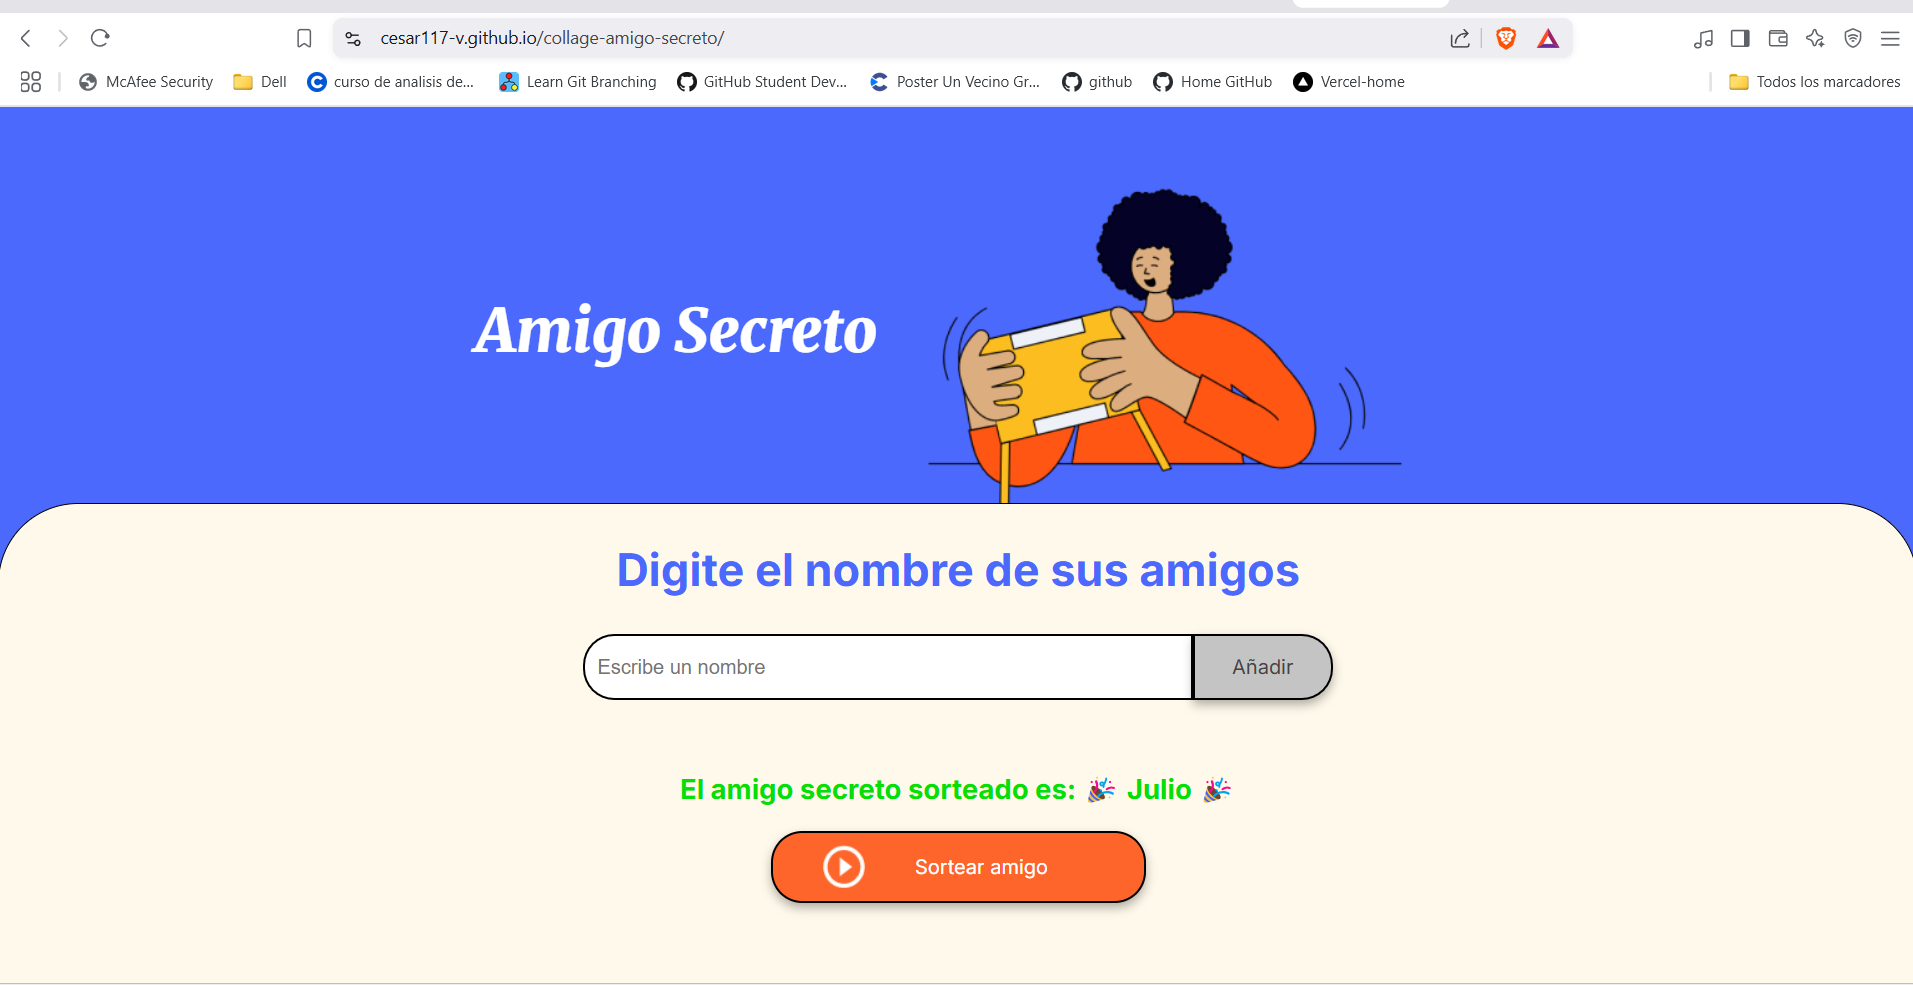 cesar117-v.github.io/collage-amigo-secreto/
McAfee Security Dell curso de analisis de... Learn Git Branching GitHub Student Dev... Poster Un Vecino Gr... github Home GitHub Vercel-home Todos los marcadores
Amigo Secreto
Digite el nombre de sus amigos
Escribe un nombre Añadir
El amigo secreto sorteado es: 🎉 Julio 🎉
Sortear amigo